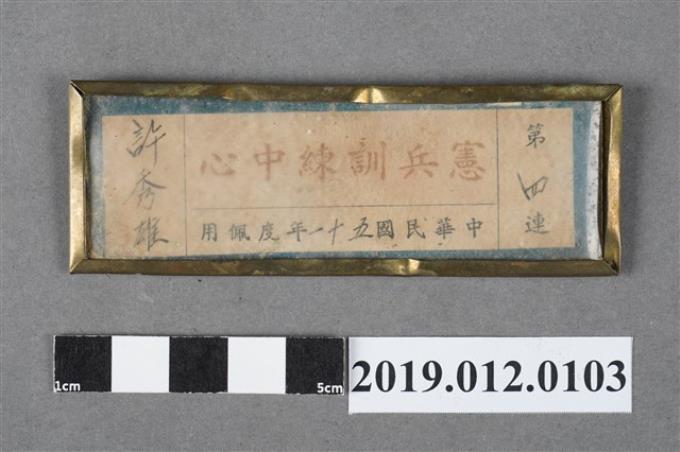 第四連
憲兵訓練中心
中華民國五十一年度佩用
許秀雄
1cm
5cm
2019.012.0103